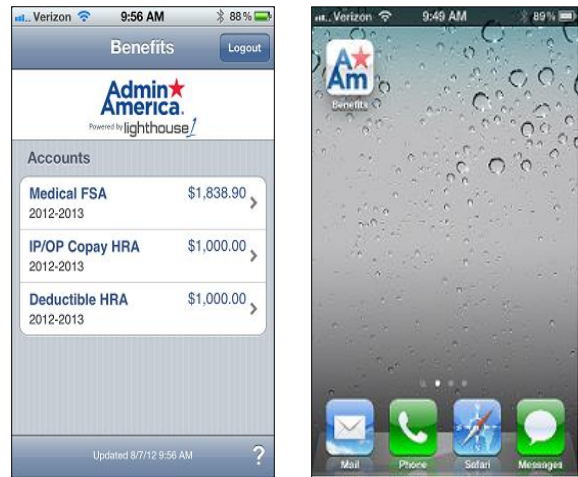 Verizon 9:56 AM 88%
Benefits
Logout
Admin
America
Powered by lighthouse1
Accounts
Medical FSA $1,838.90
2012-2013
IP/OP Copay HRA $1,000.00
2012-2013
Deductible HRA $1,000.00
2012-2013
Updated 8/7/12 9:56 AM ?
Verizon 9:49 AM 89%
A
Am
Benefits
Mail Phone Safari Messages